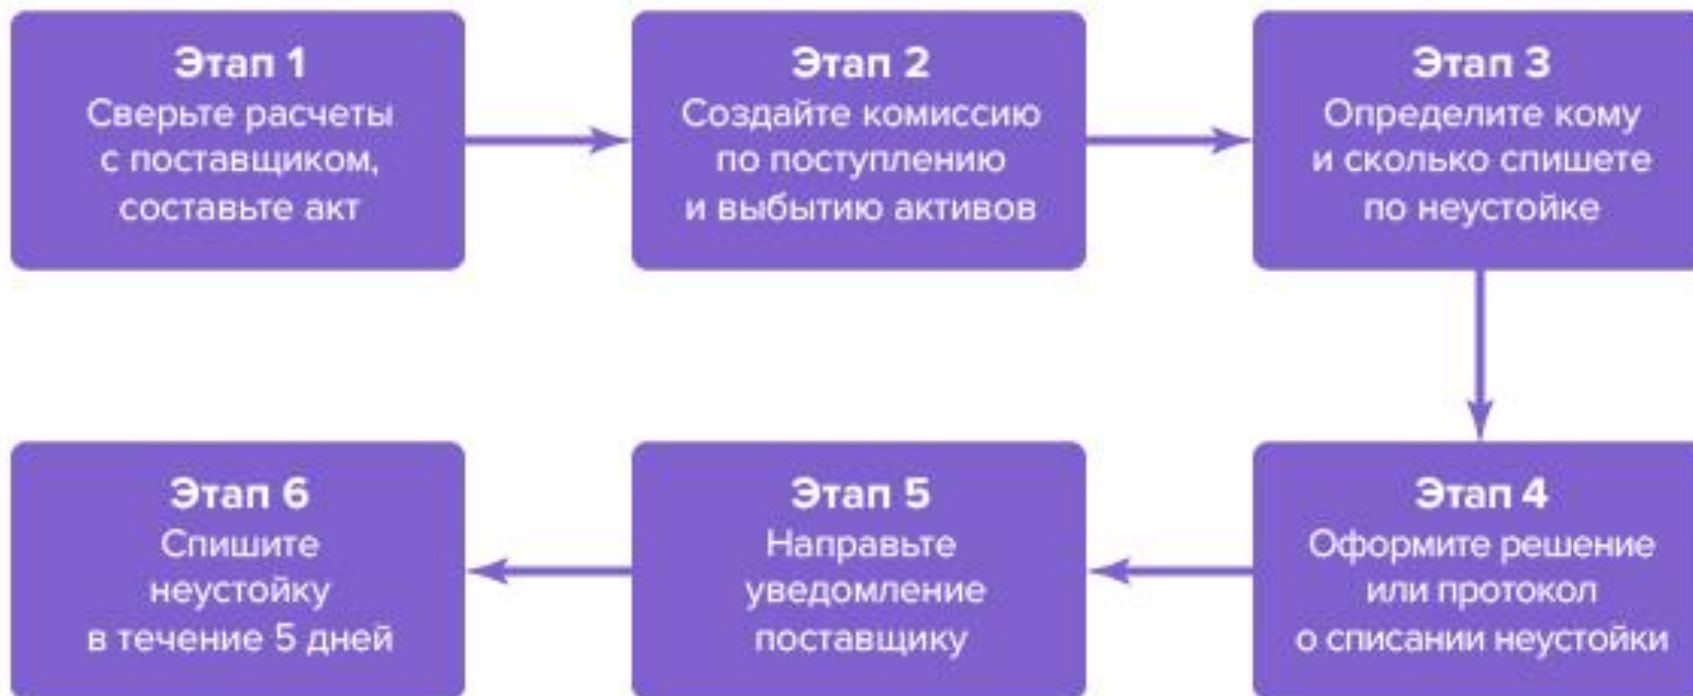 Этап 1
Сверьте расчеты
с поставщиком,
составьте акт
Этап 2
Создайте комиссию
по поступлению
и выбытию активов
Этап 3
Определите кому
и сколько спишете
по неустойке
Этап 4
Оформите решение
или протокол
о списании неустойки
Этап 5
Направьте
уведомление
поставщику
Этап 6
Спишите
неустойку
в течение 5 дней